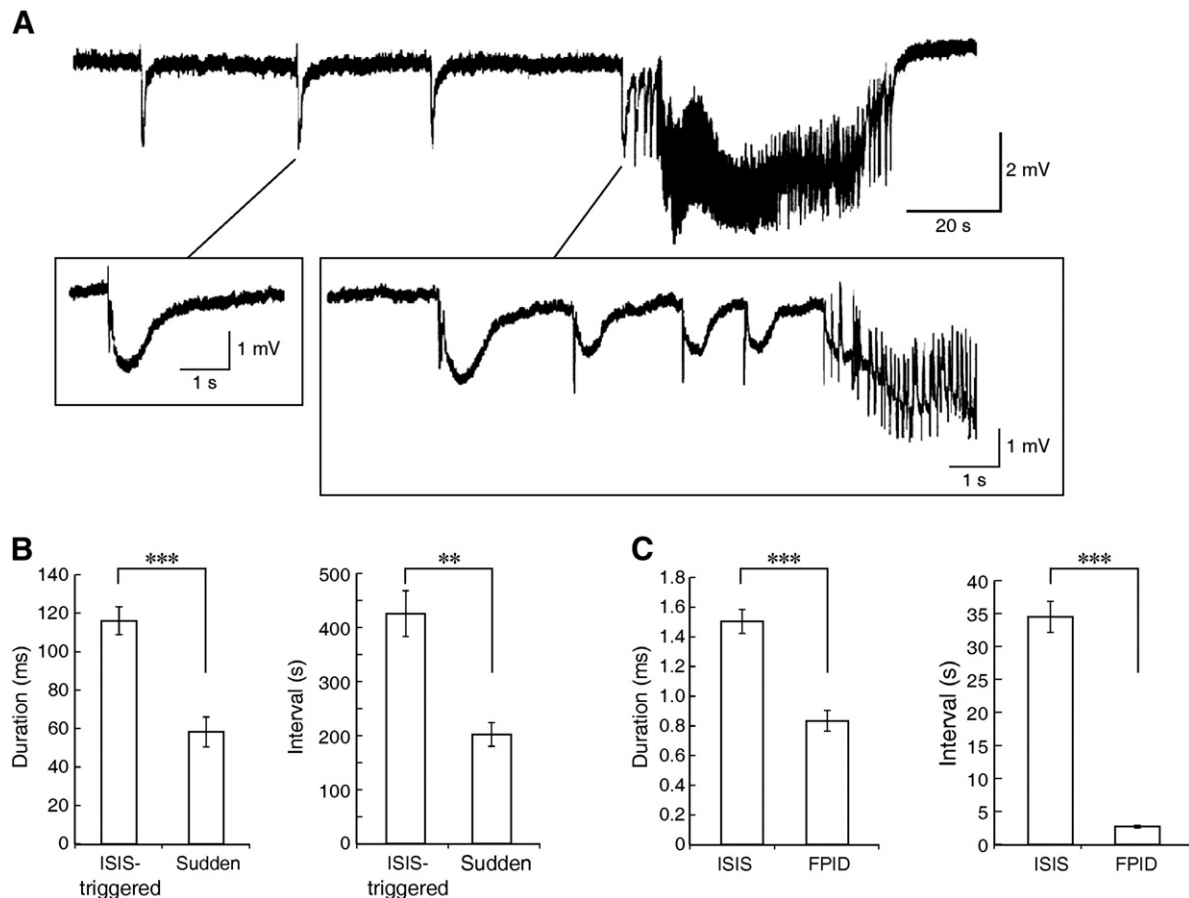 A
2 mV
20 s
1 mV
1 s
1 mV
1 s
B
***
Duration (ms)
140
120
100
80
60
40
20
0
ISIS-
triggered
Sudden
**
Interval (s)
500
400
300
200
100
0
ISIS-
triggered
Sudden
C
***
Duration (ms)
1.8
1.6
1.4
1.2
1.0
0.8
0.6
0.4
0.2
0
ISIS
FPID
***
Interval (s)
40
35
30
25
20
15
10
5
0
ISIS
FPID